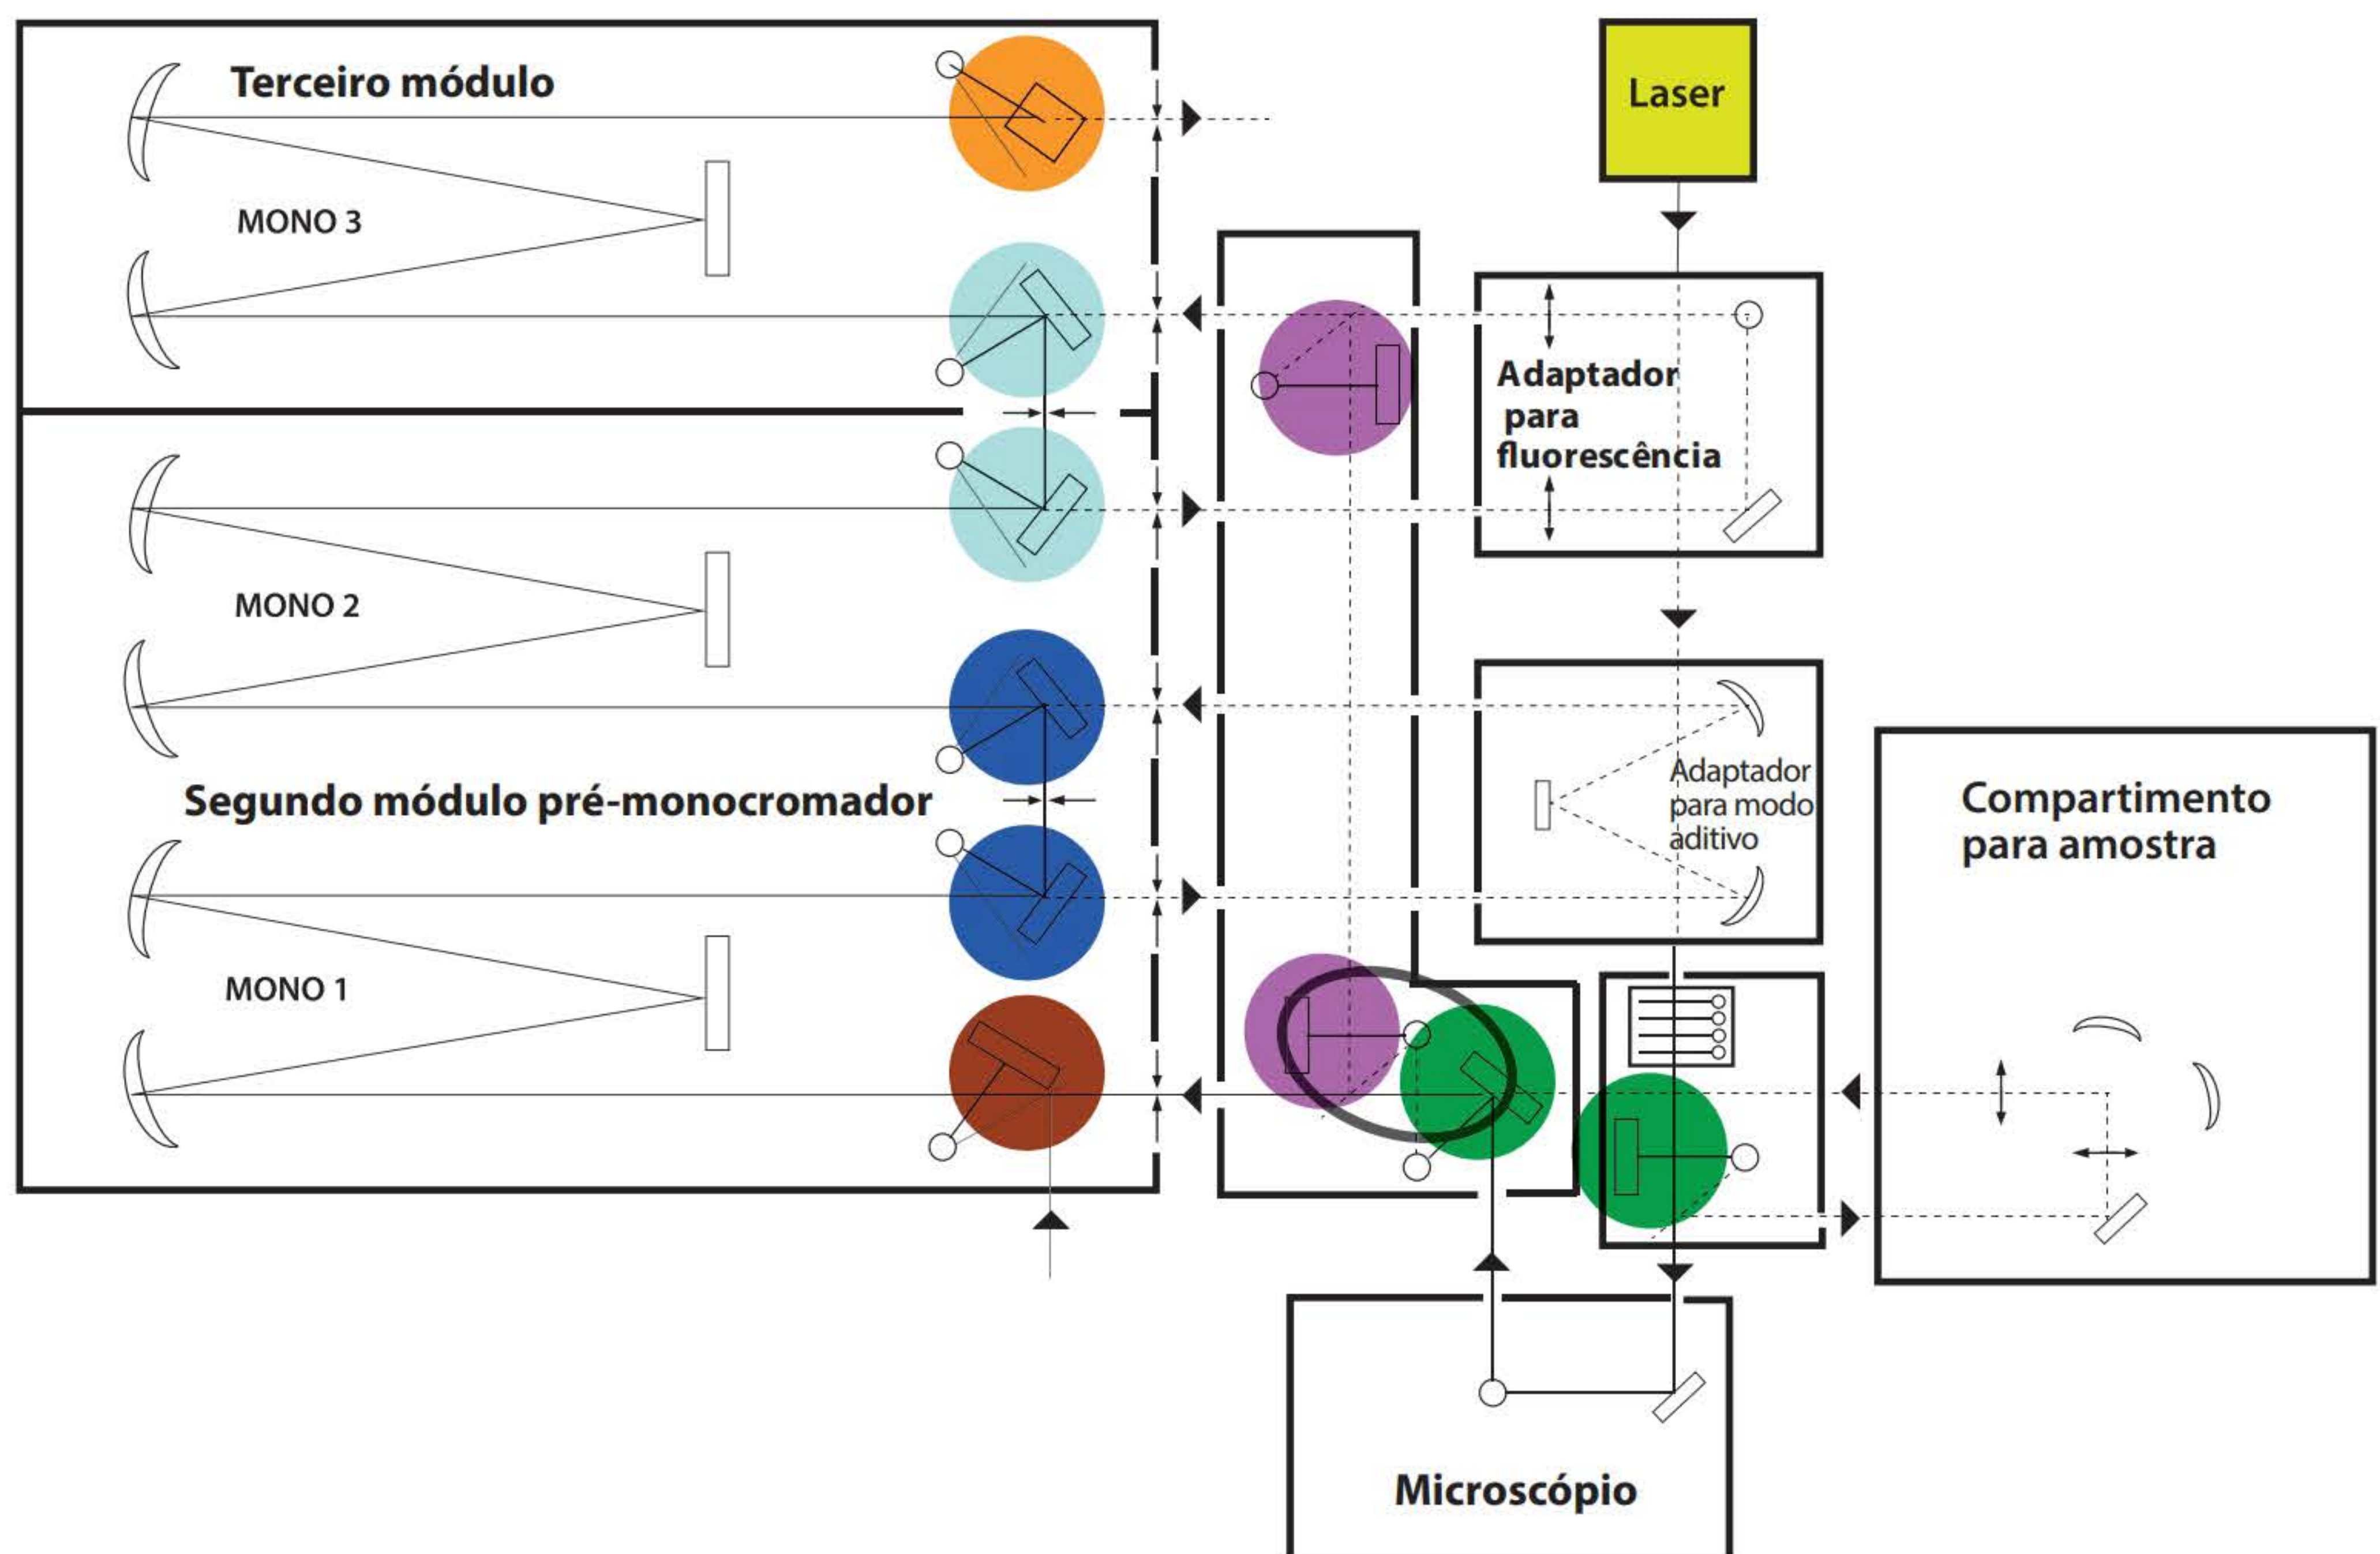 Terceiro módulo
MONO 3
Laser
Adaptador
para
fluorescência
MONO 2
Segundo módulo pré-monocromador
MONO 1
Adaptador
para modo
aditivo
Compartimento
para amostra
Microscópio